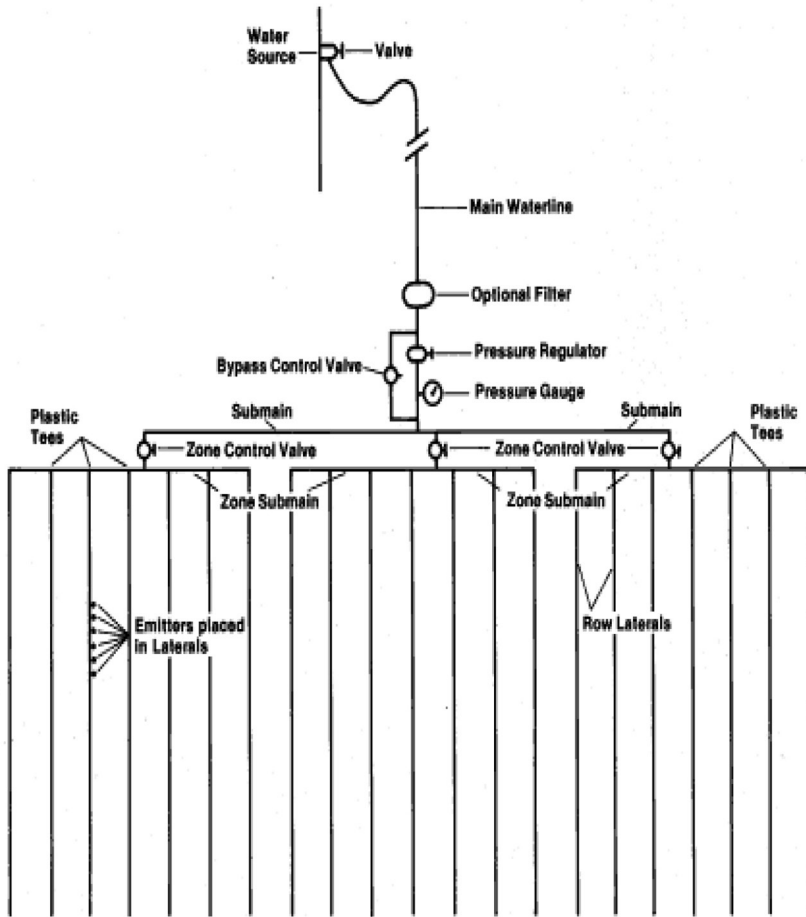 Water
Source
Valve
Main Waterline
Optional Filter
Pressure Regulator
Bypass Control Valve
Pressure Gauge
Submain
Submain
Plastic
Tees
Plastic
Tees
Zone Control Valve
Zone Control Valve
Zone Submain
Zone Submain
Emitters placed
in Laterals
Row Laterals